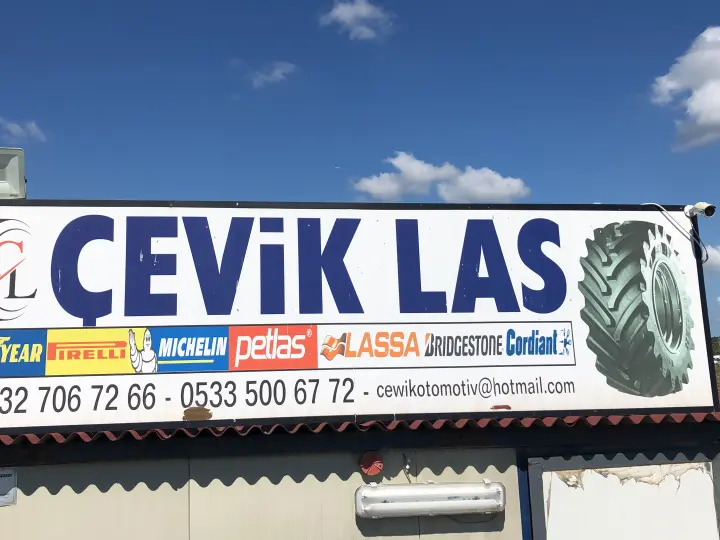 ÇEViK LAS
YEAR PIRELLI MICHELIN petlas® LASSA BRIDGESTONE Cordiant
32 706 72 66 - 0533 500 67 72 - cewikotomotiv@hotmail.com